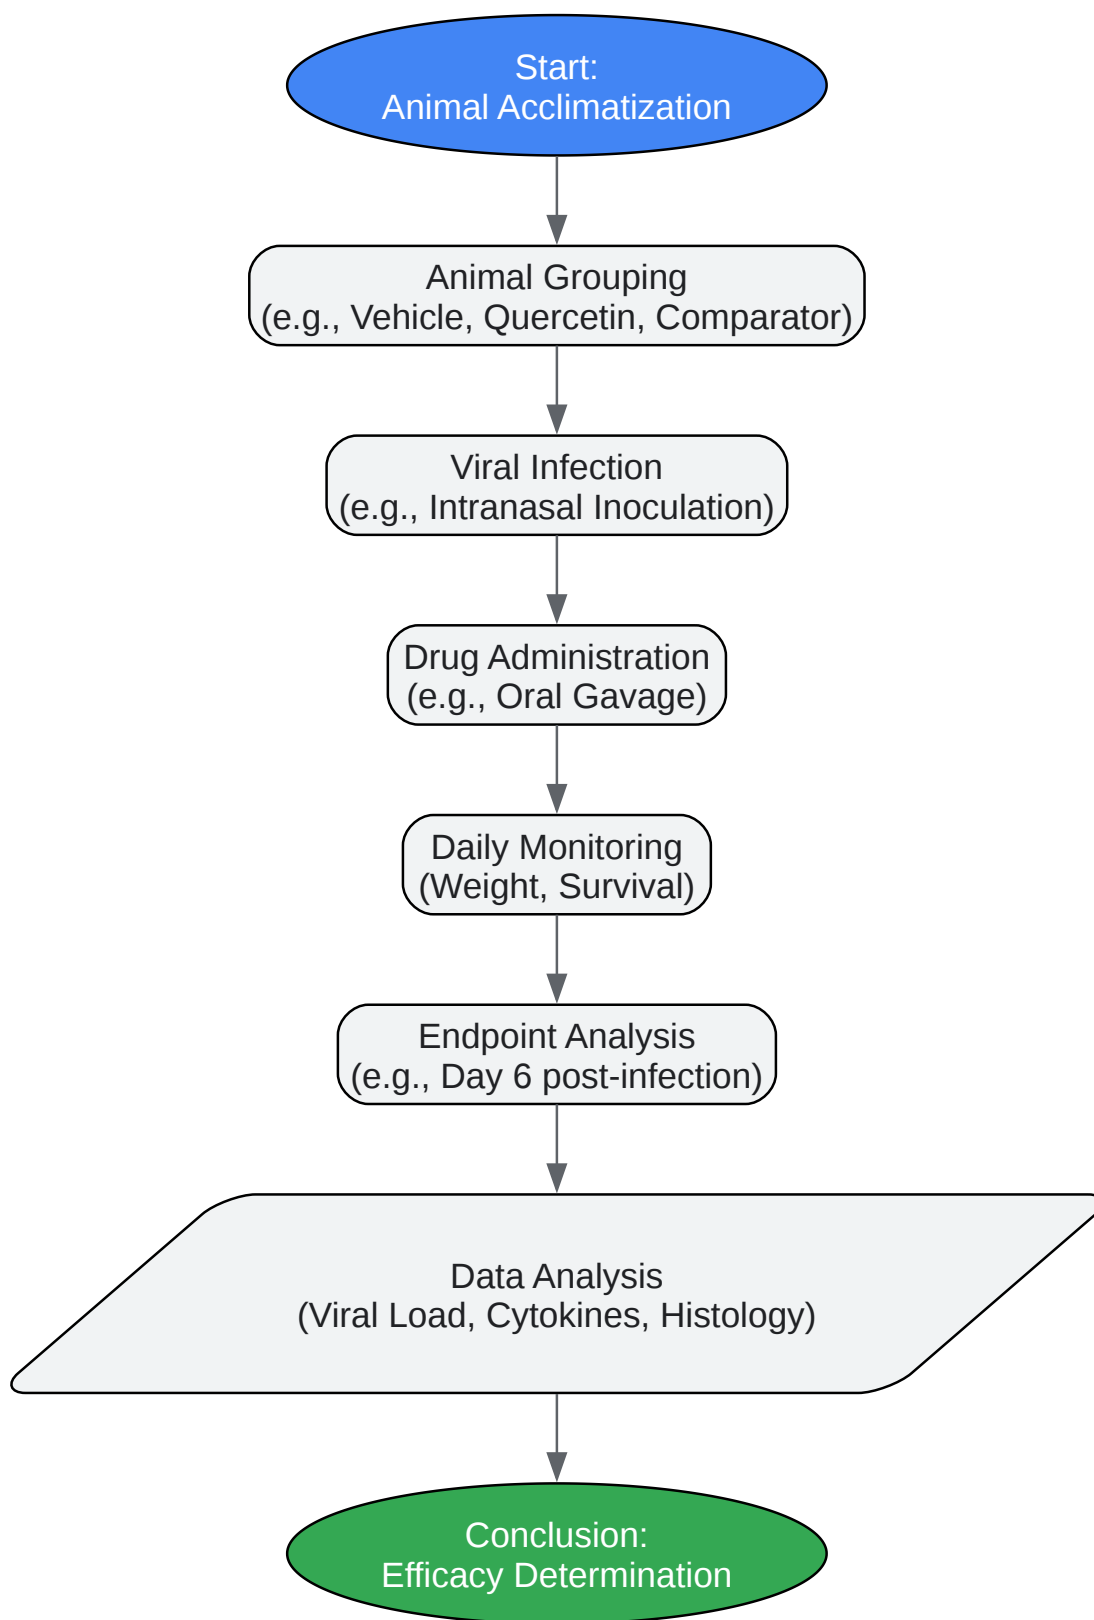 Start:
Animal Acclimatization
Animal Grouping
(e.g., Vehicle, Quercetin, Comparator)
Viral Infection
(e.g., Intranasal Inoculation)
Drug Administration
(e.g., Oral Gavage)
Daily Monitoring
(Weight, Survival)
Endpoint Analysis
(e.g., Day 6 post-infection)
Data Analysis
(Viral Load, Cytokines, Histology)
Conclusion:
Efficacy Determination